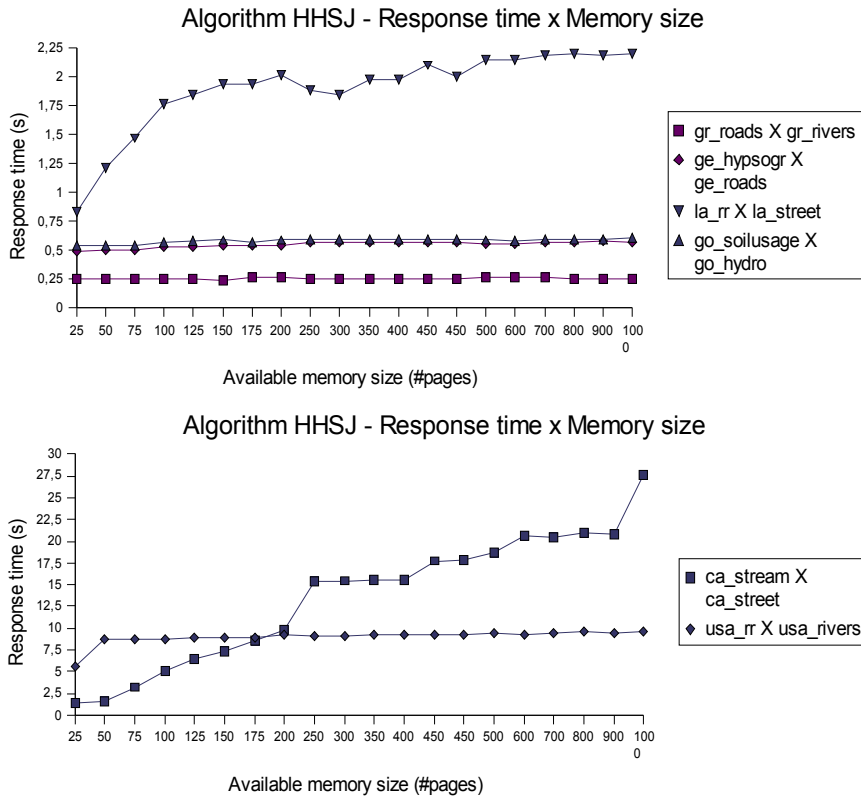 Algorithm HHSJ - Response time x Memory size
2,25
2
1,75
1,5
1,25
1
0,75
0,5
0,25
0
Response time (s)
25 50 75 100 125 150 175 200 250 300 350 400 450 450 500 600 700 800 900 100
0
Available memory size (#pages)
gr_roads X gr_rivers
ge_hypsogr X
ge_roads
la_rr X la_street
go_soilusage X
go_hydro
Algorithm HHSJ - Response time x Memory size
30
27,5
25
22,5
20
17,5
15
12,5
10
7,5
5
2,5
0
Response time (s)
25 50 75 100 125 150 175 200 250 300 350 400 450 450 500 600 700 800 900 100
0
Available memory size (#pages)
ca_stream X
ca_street
usa_rr X usa_rivers